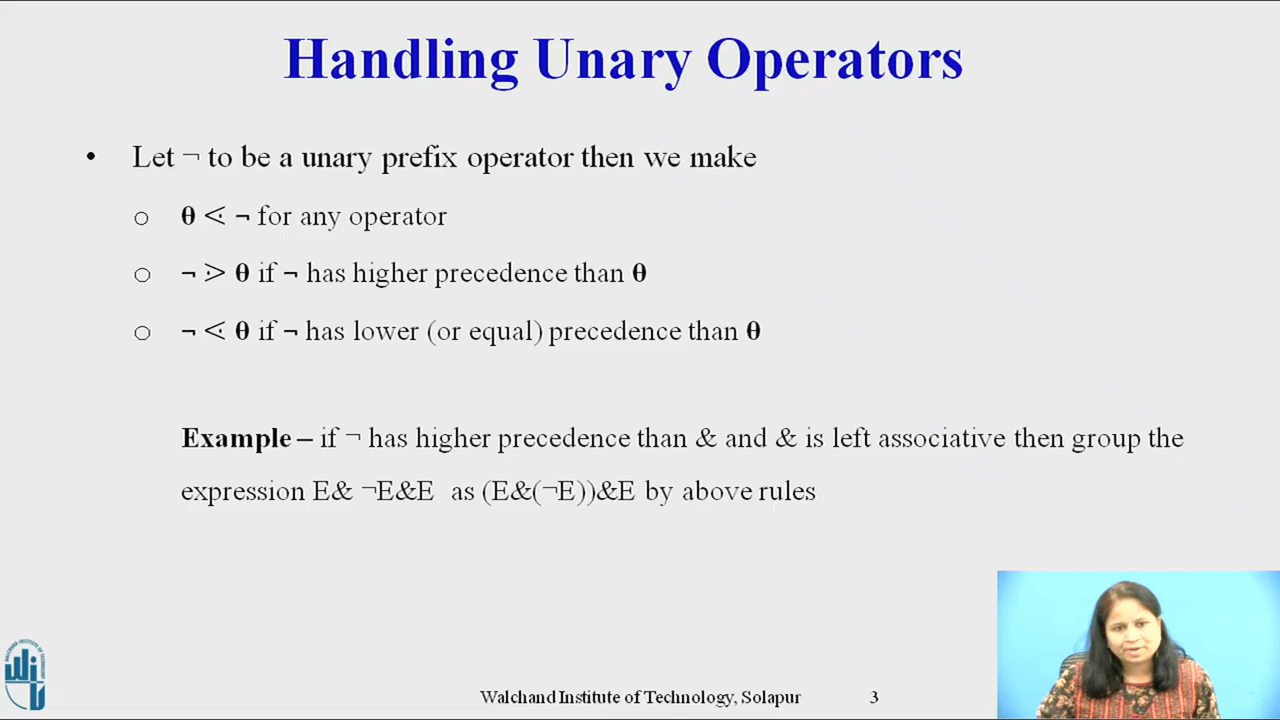 Handling Unary Operators
• Let ¬ to be a unary prefix operator then we make
o θ ⋖ ¬ for any operator
o ¬ ⋗ θ if ¬ has higher precedence than θ
o ¬ ⋖ θ if ¬ has lower (or equal) precedence than θ
Example – if ¬ has higher precedence than & and & is left associative then group the
expression E& ¬E&E as (E&(¬E))&E by above rules
Walchand Institute of Technology, Solapur 3